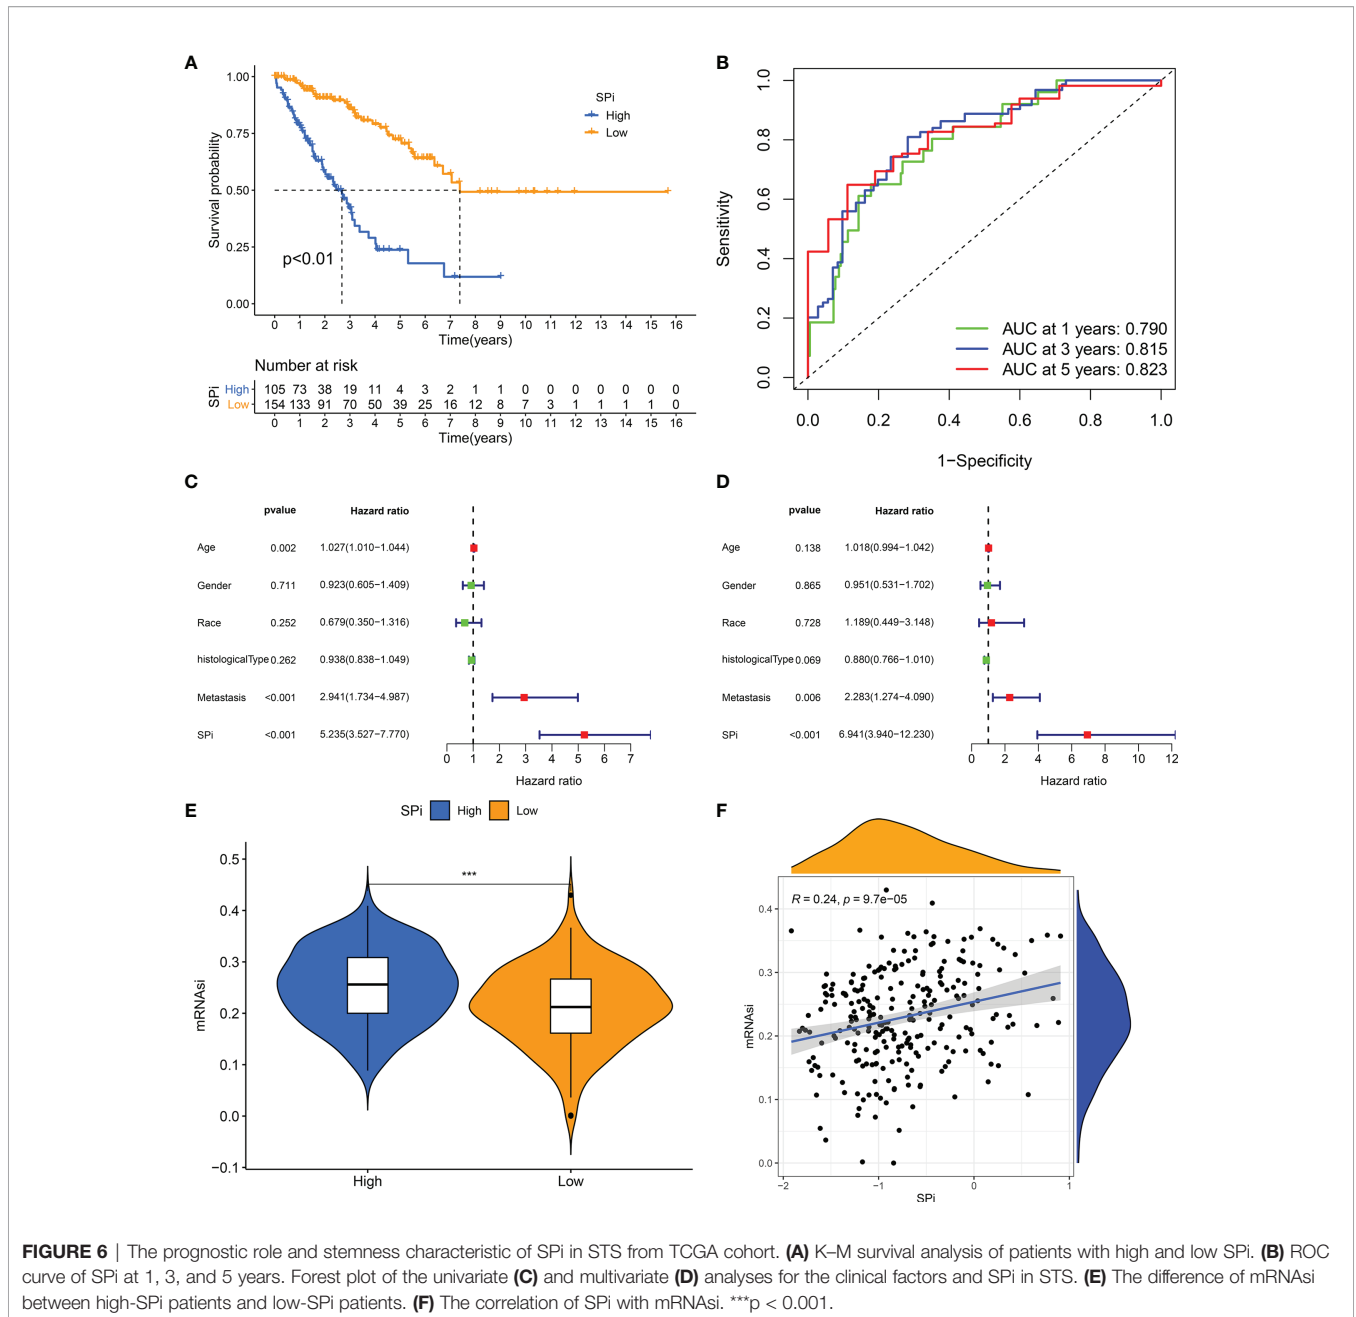 A
1.00
0.75
0.50
0.25
0.00
Survival probability
SPi
High
Low
p<0.01
0 1 2 3 4 5 6 7 8 9 10 11 12 13 14 15 16
Time(years)
Number at risk
SPi
High 105 73 38 19 11 4 3 2 1 1 0 0 0 0 0 0 0
Low 154 133 91 70 50 39 25 16 12 8 7 3 1 1 1 1 0
0 1 2 3 4 5 6 7 8 9 10 11 12 13 14 15 16
Time(years)
B
1.0
0.8
0.6
0.4
0.2
0.0
Sensitivity
AUC at 1 years: 0.790
AUC at 3 years: 0.815
AUC at 5 years: 0.823
0.0 0.2 0.4 0.6 0.8 1.0
1−Specificity
C
pvalue Hazard ratio
Age 0.002 1.027(1.010−1.044)
Gender 0.711 0.923(0.605−1.409)
Race 0.252 0.679(0.350−1.316)
histologicalType 0.262 0.938(0.838−1.049)
Metastasis <0.001 2.941(1.734−4.987)
SPi <0.001 5.235(3.527−7.770)
0 1 2 3 4 5 6 7
Hazard ratio
D
pvalue Hazard ratio
Age 0.138 1.018(0.994−1.042)
Gender 0.865 0.951(0.531−1.702)
Race 0.728 1.189(0.449−3.148)
histologicalType 0.069 0.880(0.766−1.010)
Metastasis 0.006 2.283(1.274−4.090)
SPi <0.001 6.941(3.940−12.230)
0 2 4 6 8 10 12
Hazard ratio
E
SPi High Low
0.5
0.4
0.3
0.2
0.1
0.0
−0.1
mRNAsi
***
High Low
F
R = 0.24, p = 9.7e−05
0.4
0.3
0.2
0.1
0.0
mRNAsi
−2 −1 0 1
SPi
FIGURE 6 | The prognostic role and stemness characteristic of SPi in STS from TCGA cohort. (A) K–M survival analysis of patients with high and low SPi. (B) ROC
curve of SPi at 1, 3, and 5 years. Forest plot of the univariate (C) and multivariate (D) analyses for the clinical factors and SPi in STS. (E) The difference of mRNAsi
between high-SPi patients and low-SPi patients. (F) The correlation of SPi with mRNAsi. ***p < 0.001.